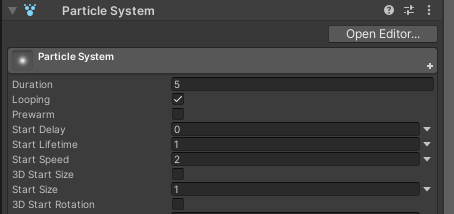 Particle System
Open Editor...
Particle System
Duration 5
Looping
Prewarm
Start Delay 0
Start Lifetime 1
Start Speed 2
3D Start Size
Start Size 1
3D Start Rotation